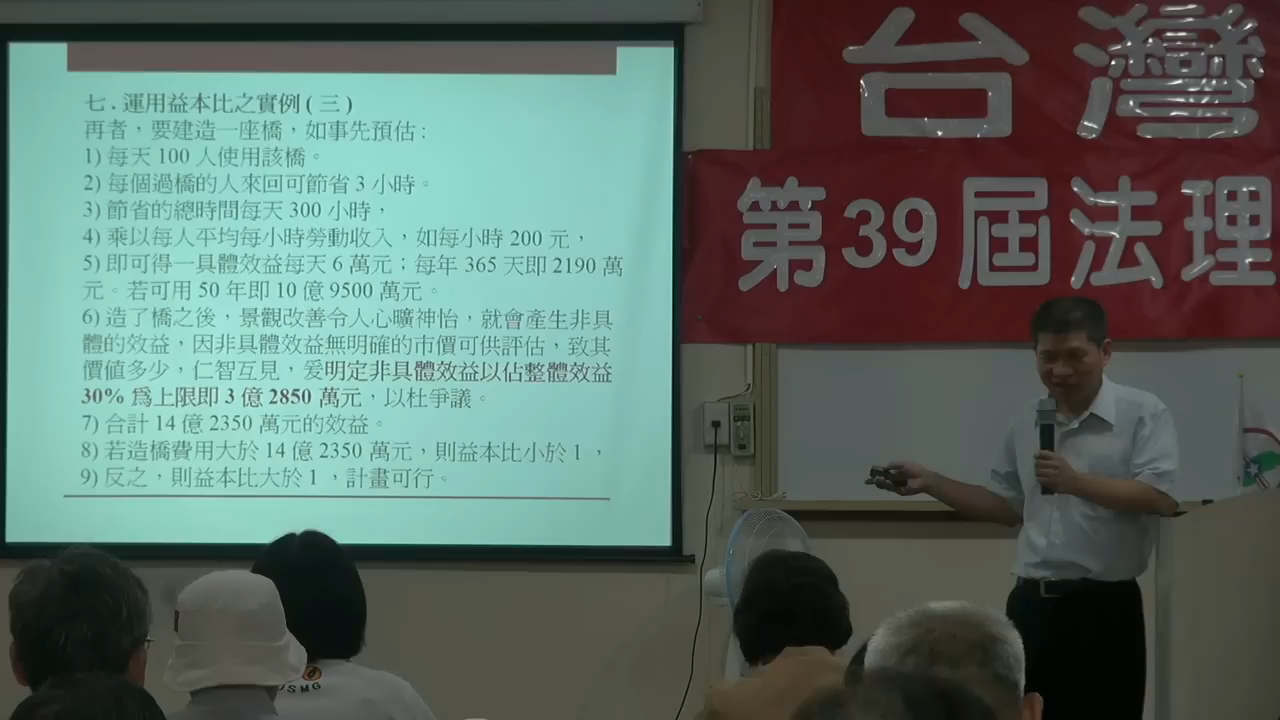 七 . 運用益本比之實例 ( 三 )
再者，要建造一座橋，如事先預估 :
1) 每天 100 人使用該橋。
2) 每個過橋的人來回可節省 3 小時。
3) 節省的總時間每天 300 小時，
4) 乘以每人平均每小時勞動收入，如每小時 200 元，
5) 即可得一具體效益每天 6 萬元；每年 365 天即 2190 萬
元。若可用 50 年即 10 億 9500 萬元。
6) 造了橋之後，景觀改善令人心曠神怡，就會產生非具
體的效益，因非具體效益無明確的市價可供評估，致其
價值多少，仁智互見，爰明定非具體效益以佔整體效益
30% 爲上限即 3 億 2850 萬元，以杜爭議。
7) 合計 14 億 2350 萬元的效益。
8) 若造橋費用大於 14 億 2350 萬元，則益本比小於 1 ，
9) 反之，則益本比大於 1 ，計畫可行。
台灣
第39屆法理
USMG